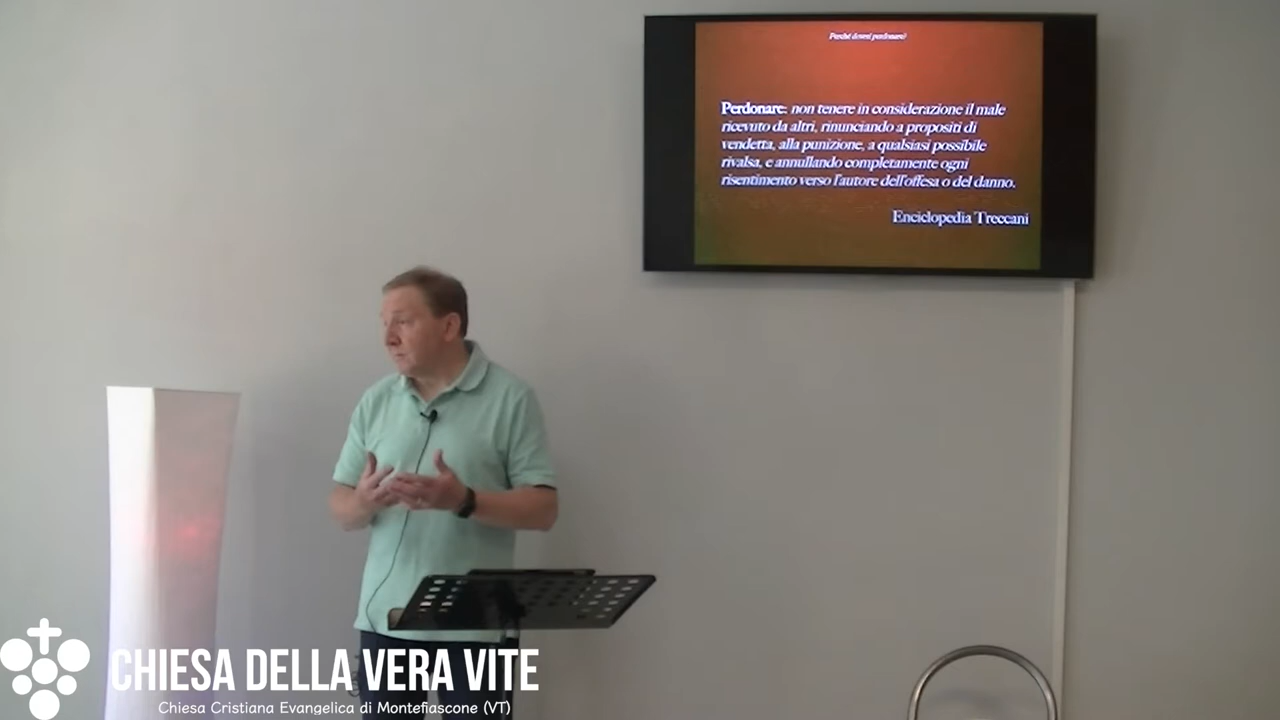 Perché dovrei perdonare?
Perdonare: non tenere in considerazione il male
ricevuto da altri, rinunciando a propositi di
vendetta, alla punizione, a qualsiasi possibile
rivalsa, e annullando completamente ogni
risentimento verso l'autore dell'offesa o del danno.
Enciclopedia Treccani
CHIESA DELLA VERA VITE
Chiesa Cristiana Evangelica di Montefiascone (VT)